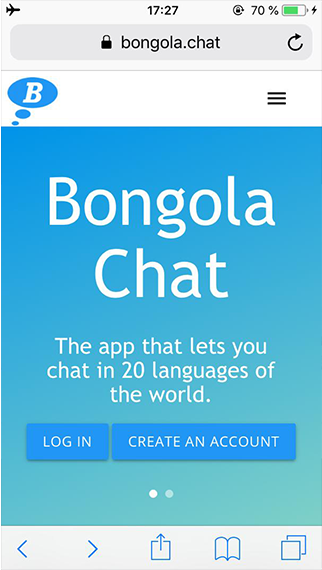 17:27
70 %
bongola.chat
B
Bongola
Chat
The app that lets you
chat in 20 languages of
the world.
LOG IN
CREATE AN ACCOUNT